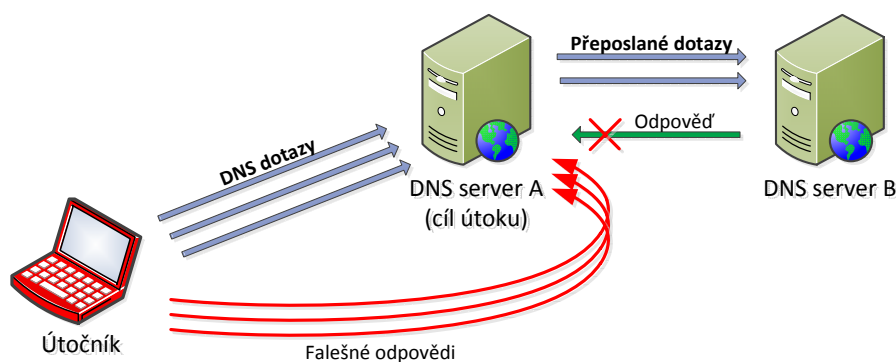 Přeposlané dotazy
Odpověď
DNS dotazy
DNS server A
(cíl útoku)
DNS server B
Útočník
Falešné odpovědi